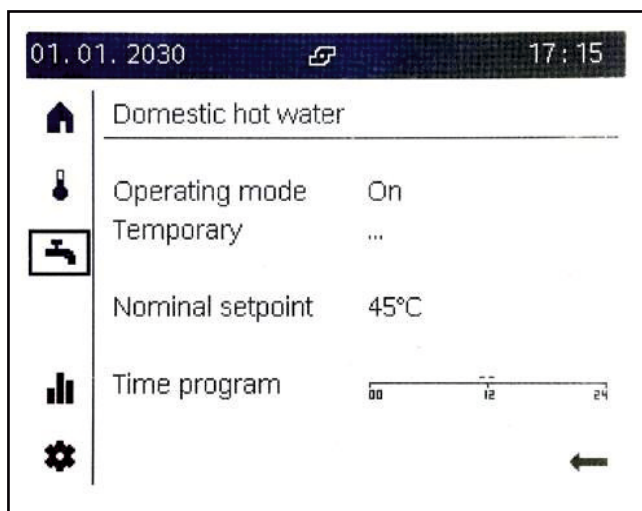 01.01.2030 17:15
Domestic hot water
Operating mode On
Temporary ...
Nominal setpoint 45°C
Time program --
00 12 24